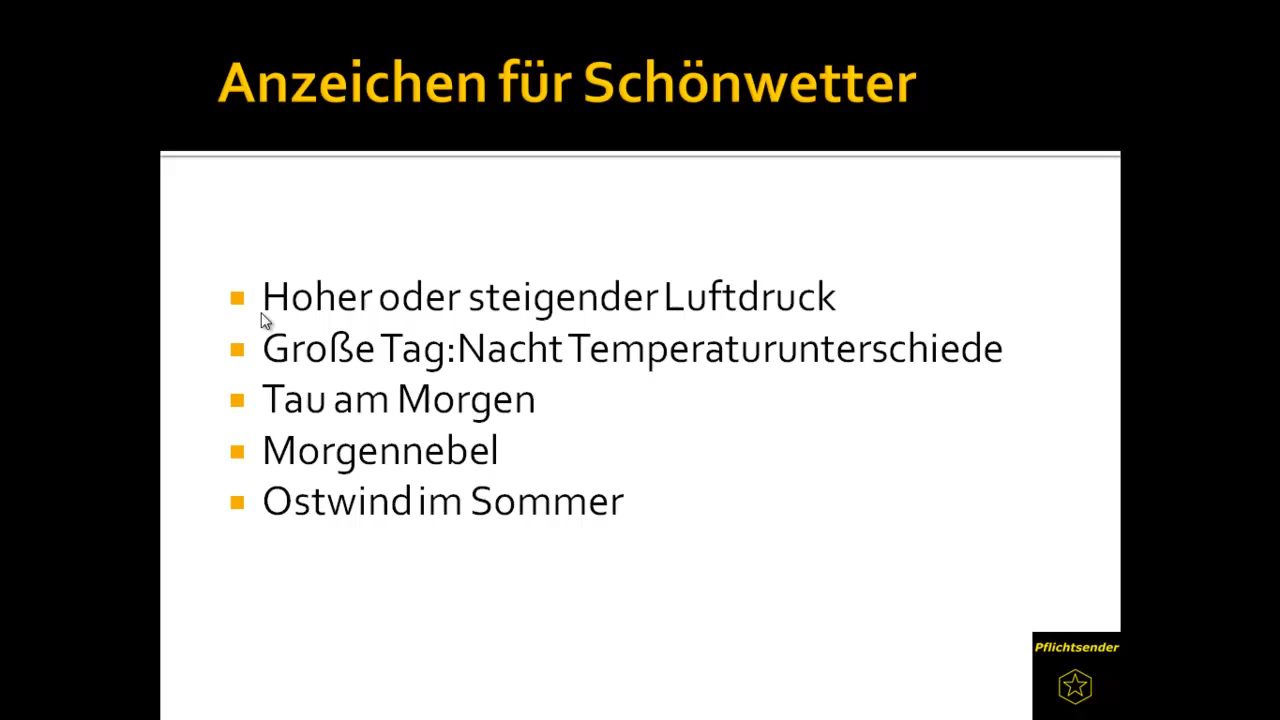 Anzeichen für Schönwetter
Hoher oder steigender Luftdruck
Große Tag:Nacht Temperaturunterschiede
Tau am Morgen
Morgennebel
Ostwind im Sommer
Pflichtsender